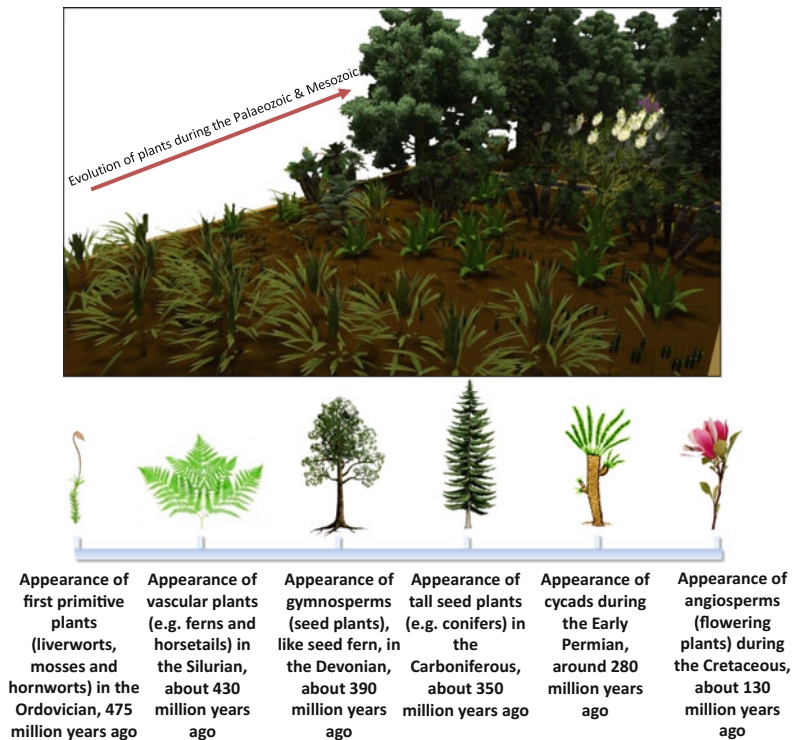 Evolution of plants during the Palaeozoic & Mesozoic
Appearance of
first primitive
plants
(liverworts,
mosses and
hornworts) in the
Ordovician, 475
million years ago
Appearance of
vascular plants
(e.g. ferns and
horsetails) in
the Silurian,
about 430
million years
ago
Appearance of
gymnosperms
(seed plants),
like seed fern, in
the Devonian,
about 390
million years
ago
Appearance of
tall seed plants
(e.g. conifers) in
the
Carboniferous,
about 350
million years ago
Appearance of
cycads during
the Early
Permian,
around 280
million years
ago
Appearance of
angiosperms
(flowering
plants) during
the Cretaceous,
about 130
million years
ago